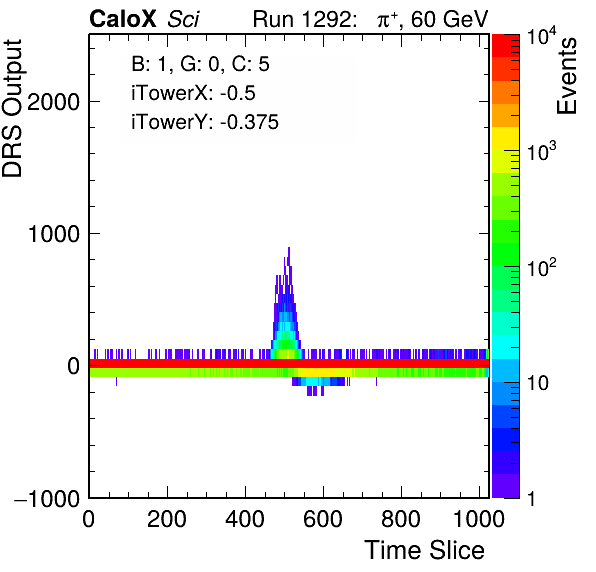 CaloX Sci Run 1292: π⁺, 60 GeV
B: 1, G: 0, C: 5
iTowerX: -0.5
iTowerY: -0.375
DRS Output
2000
1000
0
−1000
0 200 400 600 800 1000
Time Slice
Events
10⁴
10³
10²
10
1